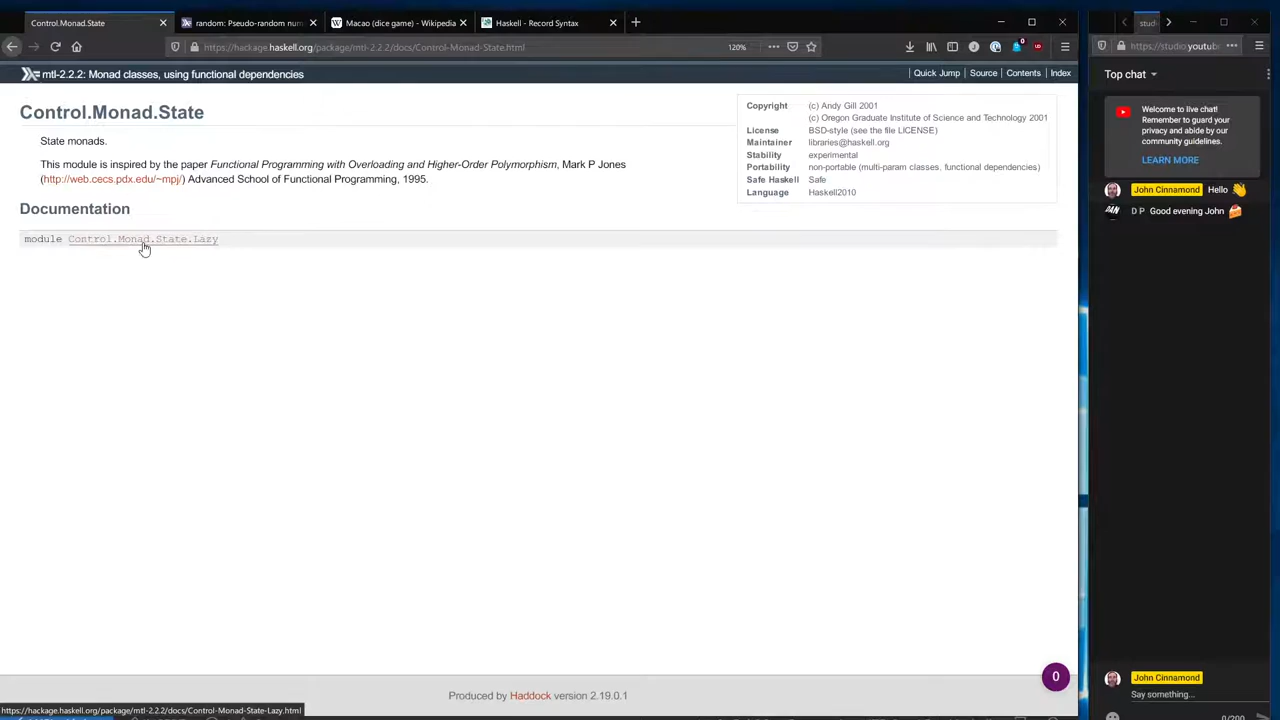 Control.Monad.State
random: Pseudo-random num
Macao (dice game) - Wikipedia
Haskell - Record Syntax
https://hackage.haskell.org/package/mtl-2.2.2/docs/Control-Monad-State.html
120%
mtl-2.2.2: Monad classes, using functional dependencies
Quick Jump
Source
Contents
Index
Control.Monad.State
State monads.
This module is inspired by the paper Functional Programming with Overloading and Higher-Order Polymorphism, Mark P Jones
(http://web.cecs.pdx.edu/~mpj/) Advanced School of Functional Programming, 1995.
Copyright (c) Andy Gill 2001
(c) Oregon Graduate Institute of Science and Technology 2001
License BSD-style (see the file LICENSE)
Maintainer libraries@haskell.org
Stability experimental
Portability non-portable (multi-param classes, functional dependencies)
Safe Haskell Safe
Language Haskell2010
Documentation
module Control.Monad.State.Lazy
Produced by Haddock version 2.19.0.1
0
https://hackage.haskell.org/package/mtl-2.2.2/docs/Control-Monad-State-Lazy.html
stud
https://studio.youtub
Top chat
Welcome to live chat!
Remember to guard your
privacy and abide by our
community guidelines.
LEARN MORE
John Cinnamond Hello
D P Good evening John
John Cinnamond
Say something...
0/200